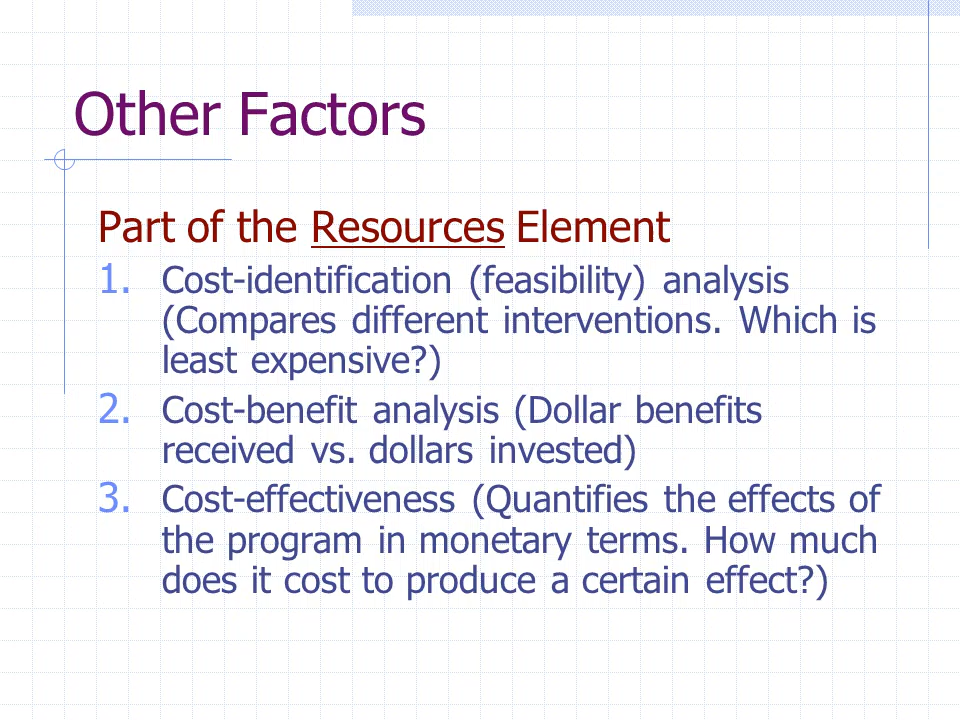 Other Factors
Part of the Resources Element
1. Cost-identification (feasibility) analysis
(Compares different interventions. Which is
least expensive?)
2. Cost-benefit analysis (Dollar benefits
received vs. dollars invested)
3. Cost-effectiveness (Quantifies the effects of
the program in monetary terms. How much
does it cost to produce a certain effect?)